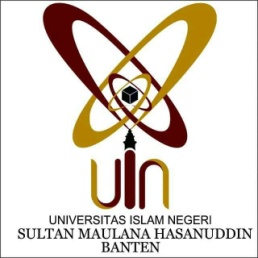 uin
UNIVERSITAS ISLAM NEGERI
SULTAN MAULANA HASANUDDIN
BANTEN